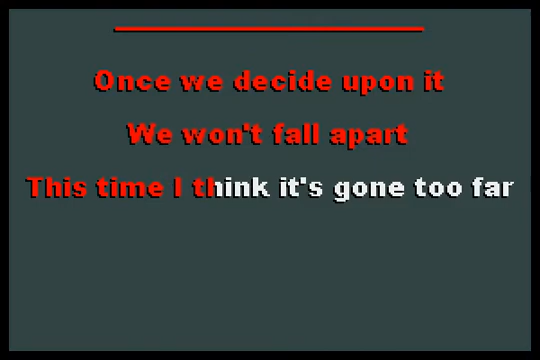 Once we decide upon it
We won't fall apart
This time I think it's gone too far